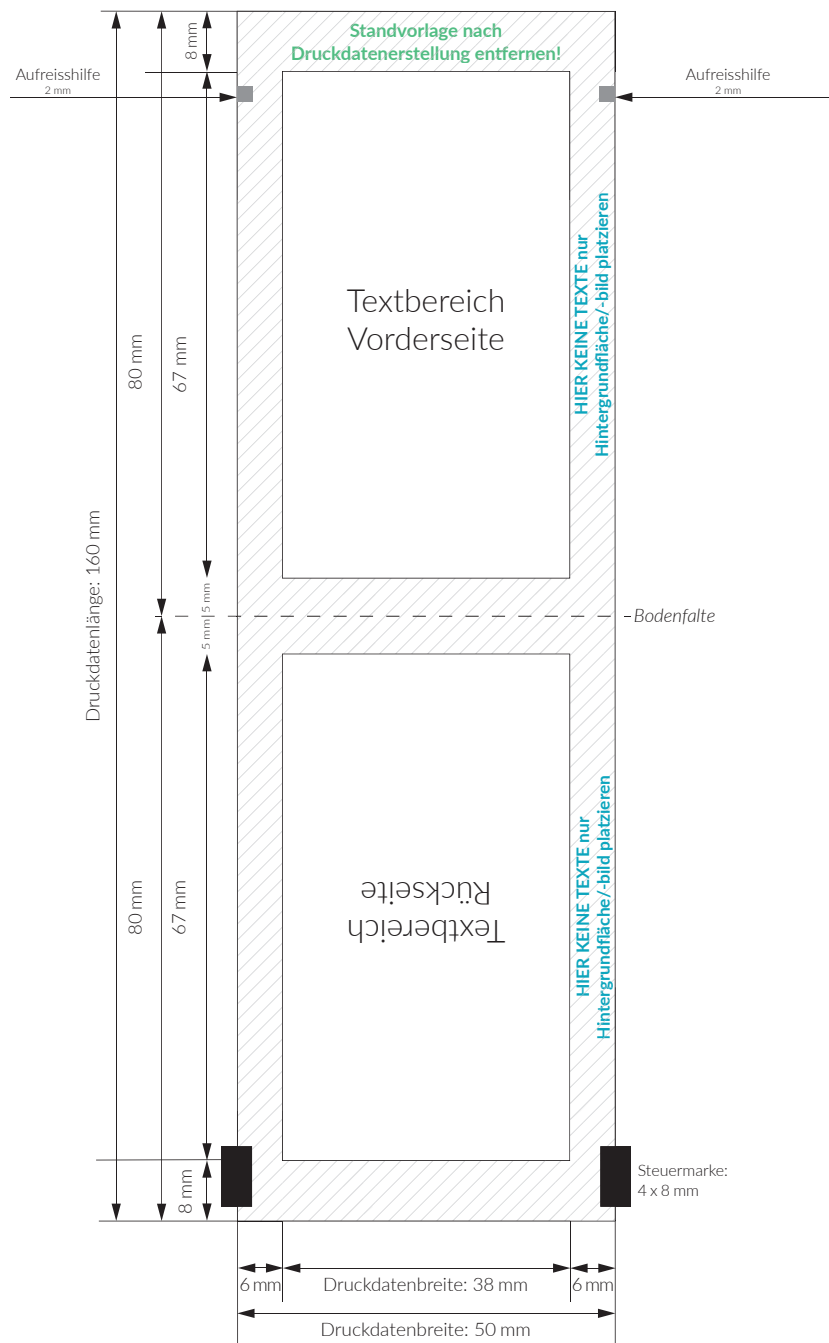 Standvorlage nach
Druckdatenerstellung entfernen!
8 mm
Aufreisshilfe
2 mm
Aufreisshilfe
2 mm
HIER KEINE TEXTE nur
Hintergrundfläche/-bild platzieren
Textbereich
Vorderseite
80 mm
67 mm
Druckdatenlänge: 160 mm
5 mm
5 mm
Bodenfalte
HIER KEINE TEXTE nur
Hintergrundfläche/-bild platzieren
Textbereich
Rückseite
80 mm
67 mm
8 mm
Steuermarke:
4 x 8 mm
6 mm
Druckdatenbreite: 38 mm
6 mm
Druckdatenbreite: 50 mm